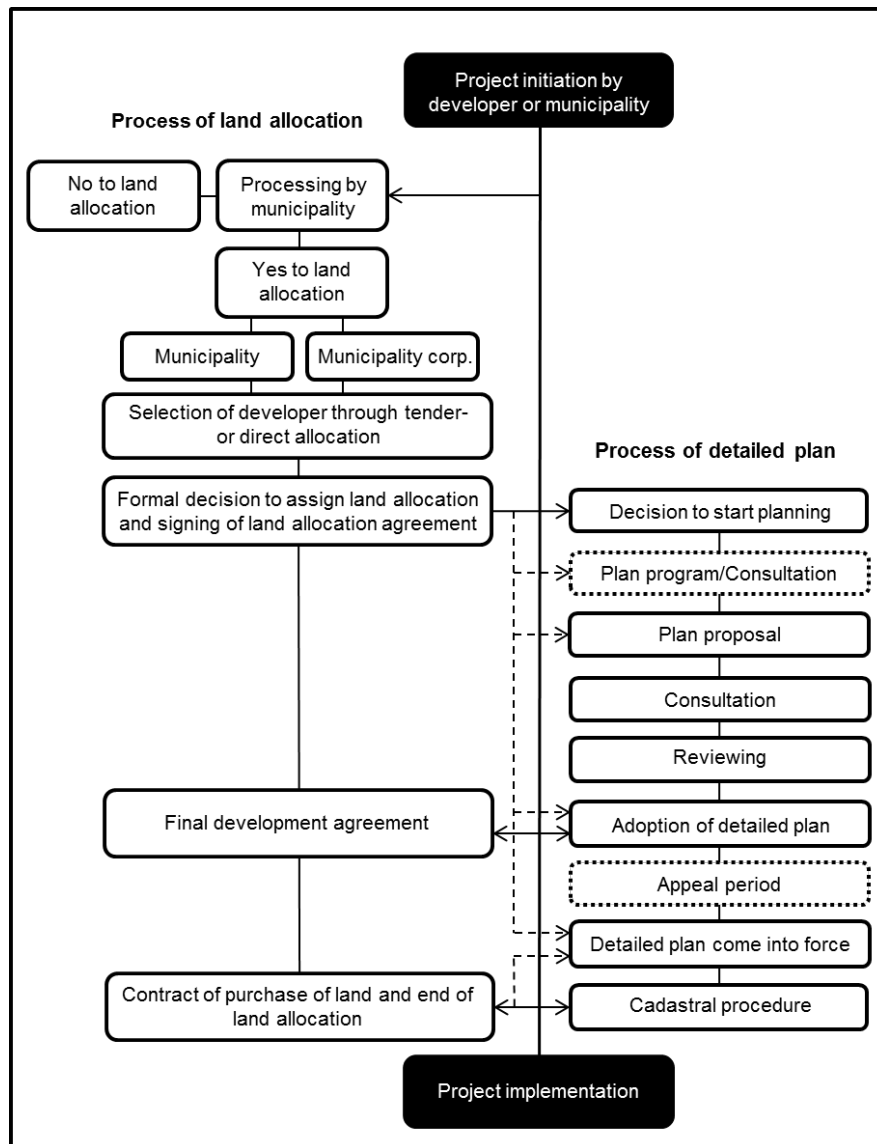 Project initiation by
developer or municipality
Process of land allocation
No to land
allocation
Processing by
municipality
Yes to land
allocation
Municipality
Municipality corp.
Selection of developer through tender-
or direct allocation
Formal decision to assign land allocation
and signing of land allocation agreement
Final development agreement
Contract of purchase of land and end of
land allocation
Process of detailed plan
Decision to start planning
Plan program/Consultation
Plan proposal
Consultation
Reviewing
Adoption of detailed plan
Appeal period
Detailed plan come into force
Cadastral procedure
Project implementation